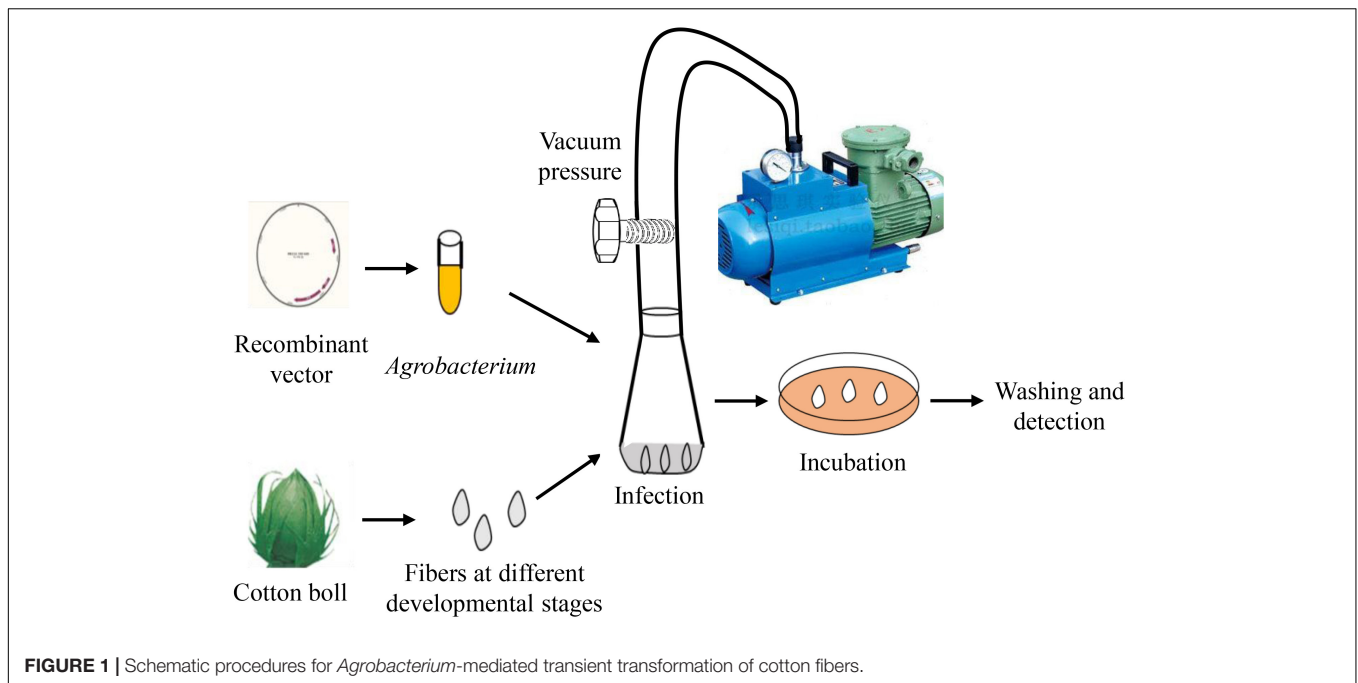 Vacuum
pressure
Recombinant
vector
Agrobacterium
Washing and
detection
Incubation
Infection
Cotton boll
Fibers at different
developmental stages
FIGURE 1 | Schematic procedures for Agrobacterium-mediated transient transformation of cotton fibers.